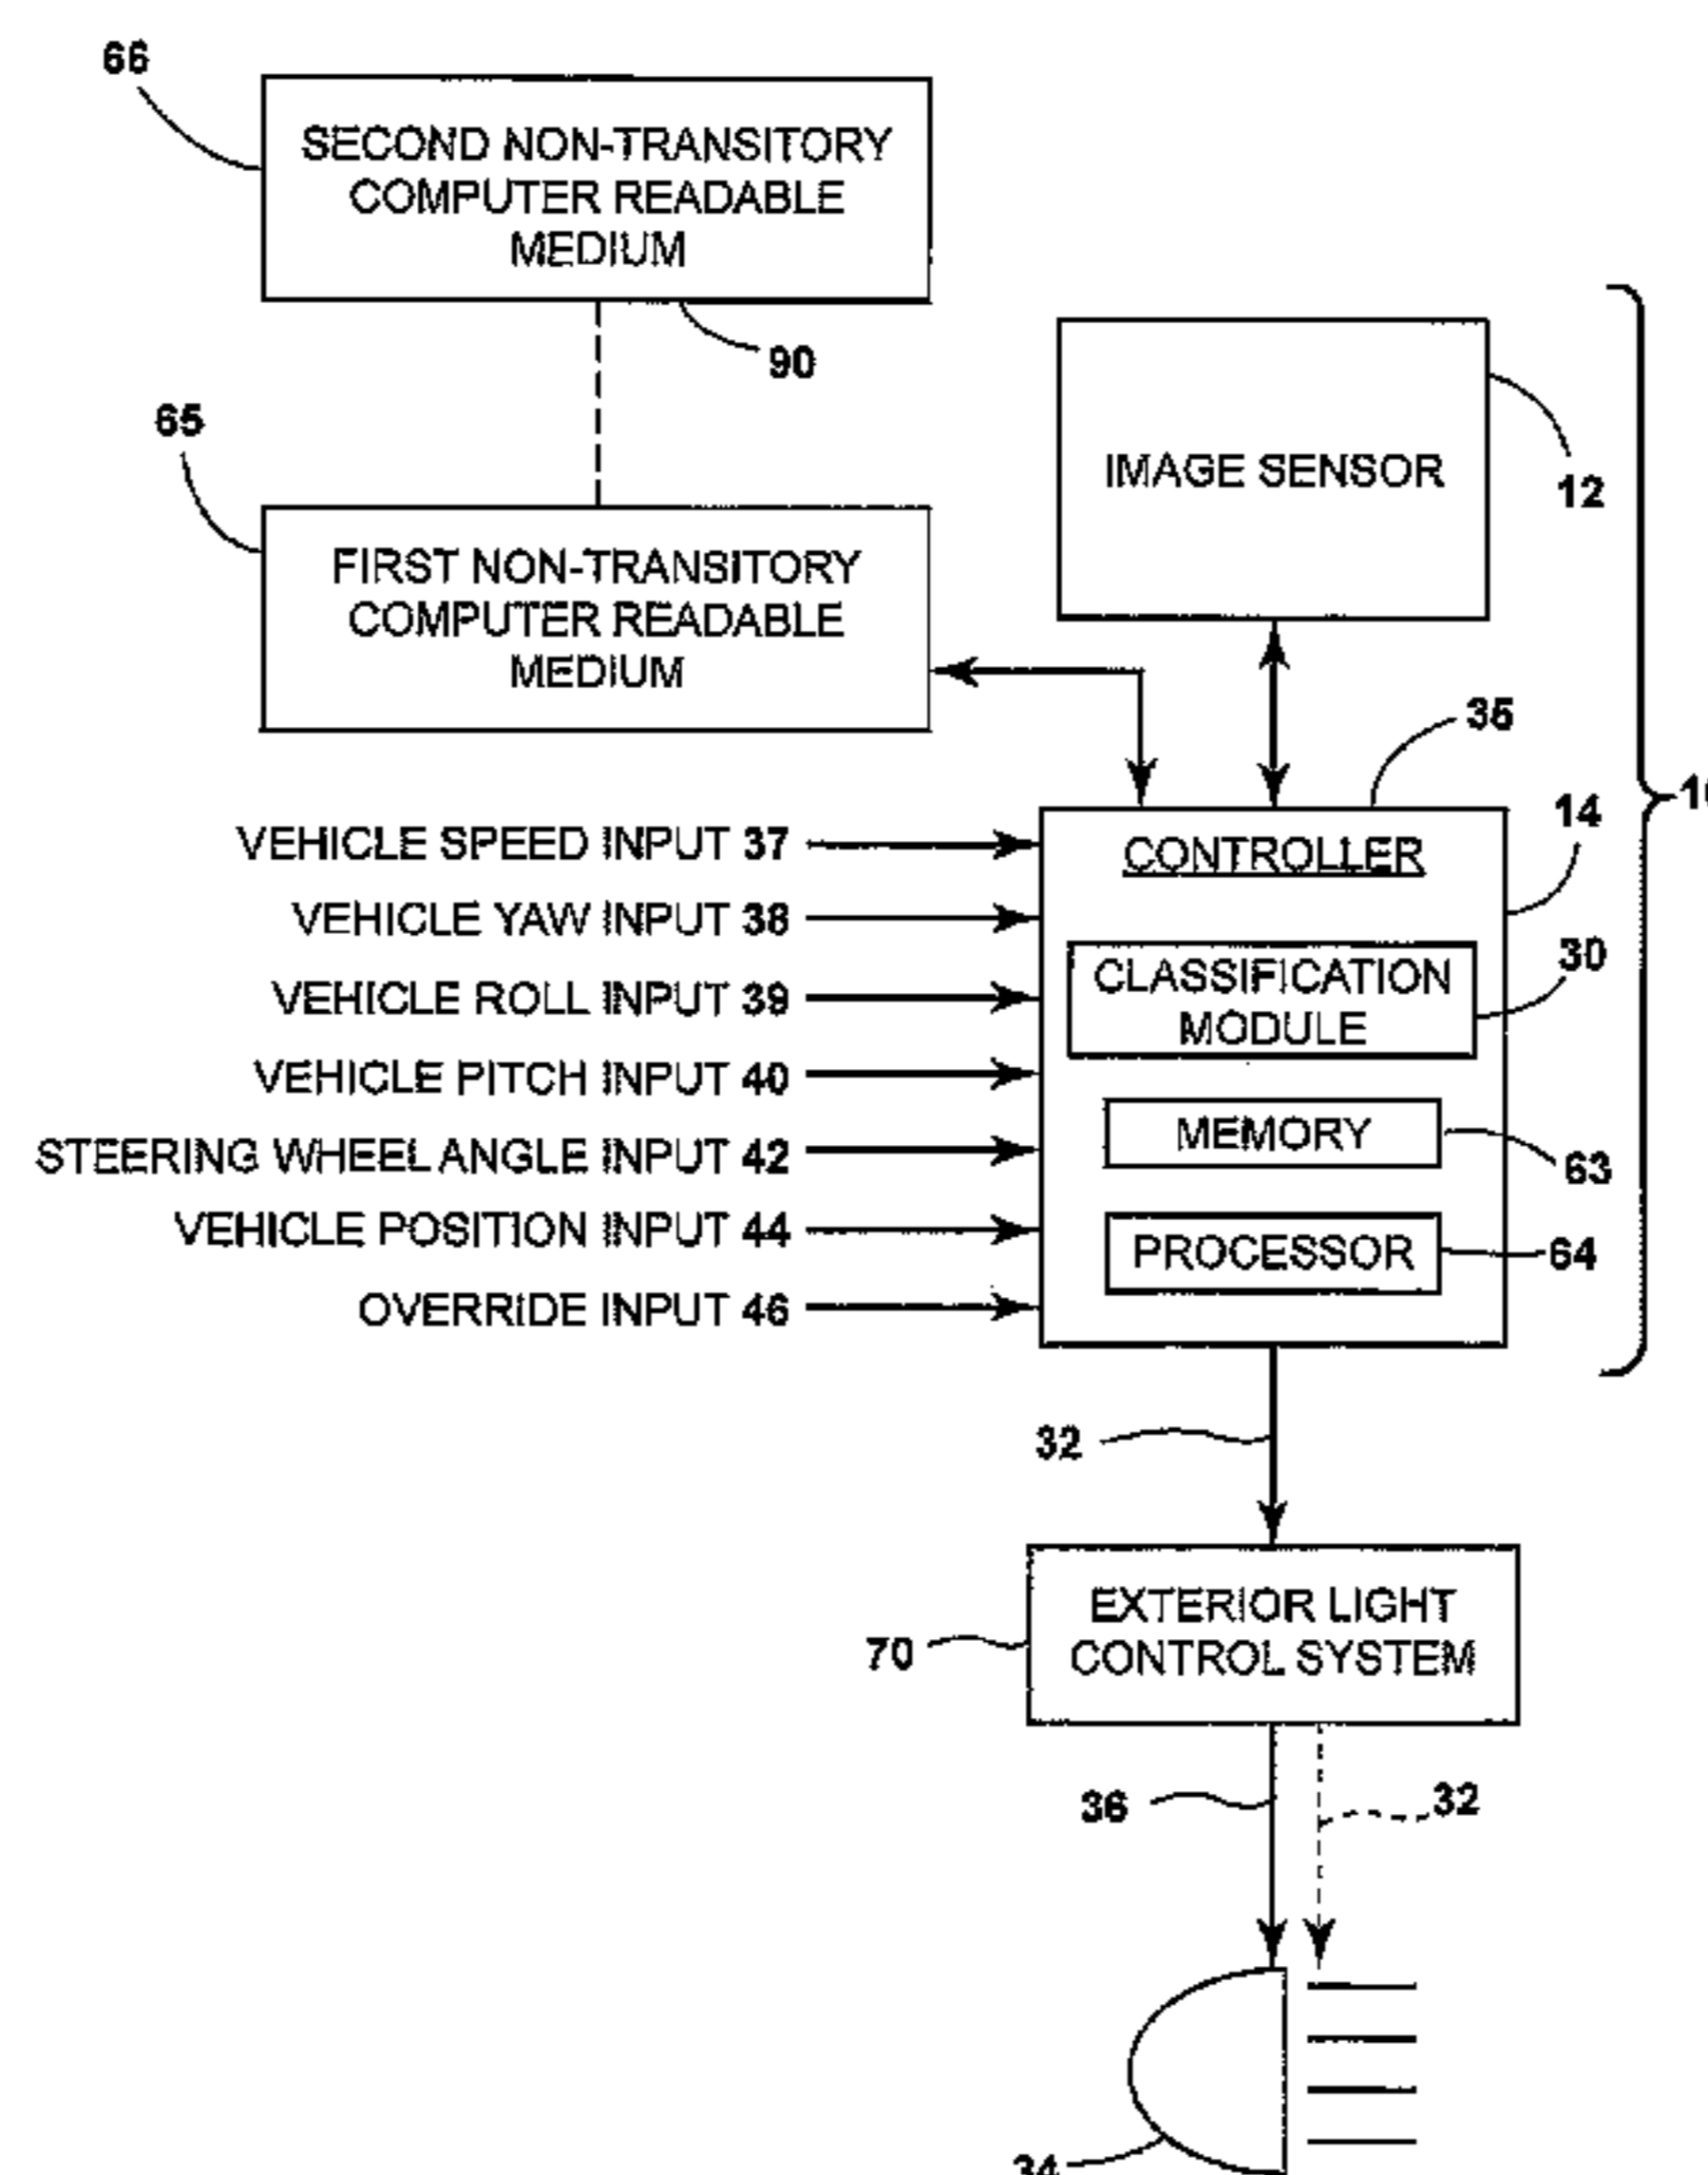 66
SECOND NON-TRANSITORY
COMPUTER READABLE
MEDIUM
90
65
IMAGE SENSOR
12
FIRST NON-TRANSITORY
COMPUTER READABLE
MEDIUM
35
14
VEHICLE SPEED INPUT 37
CONTROLLER
VEHICLE YAW INPUT 38
30
CLASSIFICATION
MODULE
VEHICLE ROLL INPUT 39
VEHICLE PITCH INPUT 40
MEMORY
63
STEERING WHEEL ANGLE INPUT 42
VEHICLE POSITION INPUT 44
PROCESSOR
64
OVERRIDE INPUT 46
32
EXTERIOR LIGHT
CONTROL SYSTEM
70
36
32
34